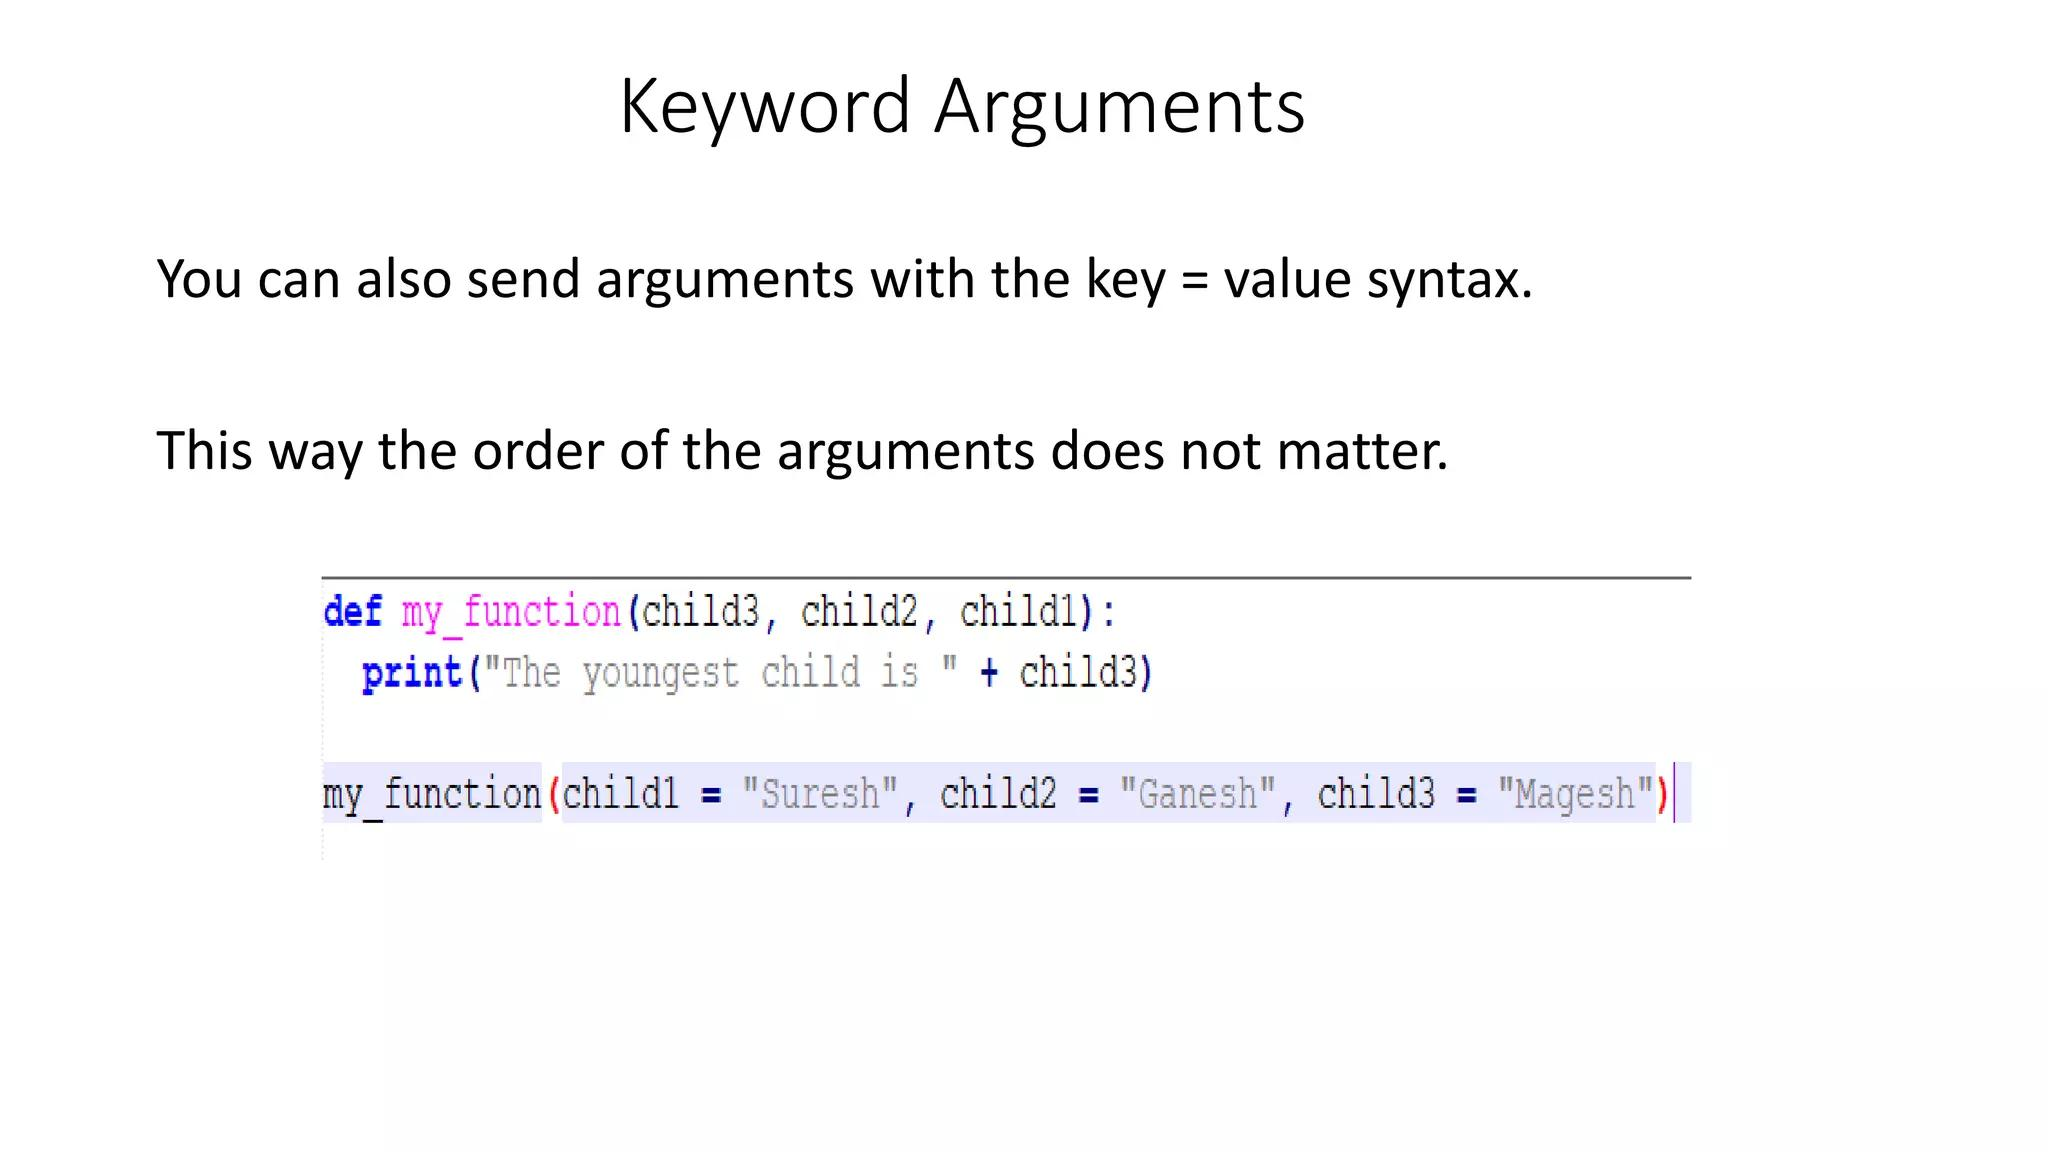 Keyword Arguments
You can also send arguments with the key = value syntax.
This way the order of the arguments does not matter.
def my_function(child3, child2, child1):
  print("The youngest child is " + child3)
my_function(child1 = "Suresh", child2 = "Ganesh", child3 = "Magesh")